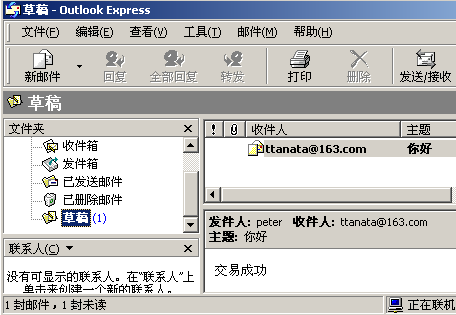 草稿 - Outlook Express
文件(F) 编辑(E) 查看(V) 工具(T) 邮件(M) 帮助(H)
新邮件 回复 全部回复 转发 打印 删除 发送/接收
草稿
文件夹
收件箱
发件箱
已发送邮件
已删除邮件
草稿 (1)
联系人(C)
没有可显示的联系人。在“联系人”上
单击来创建一个新的联系人。
! 收件人 主题
ttanata@163.com 你好
发件人: peter 收件人: ttanata@163.com
主题: 你好
交易成功
1 封邮件，1 封未读
正在联机